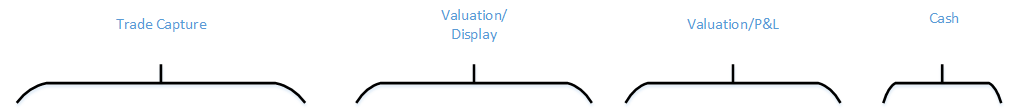 Trade Capture
Valuation/
Display
Valuation/P&L
Cash